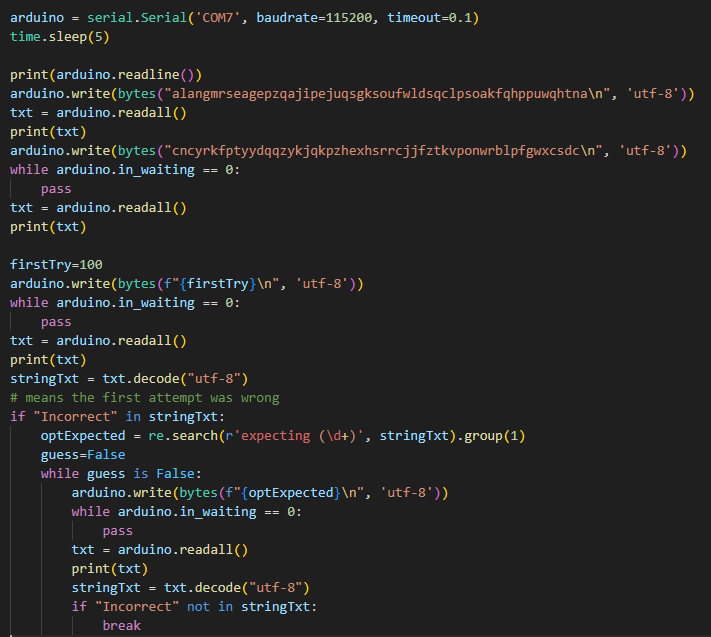 arduino = serial.Serial('COM7', baudrate=115200, timeout=0.1)
time.sleep(5)

print(arduino.readline())
arduino.write(bytes("alangmrseagepzqajipejuqsgksoufwldsqclpsoakfqhppuwqhtna\n", 'utf-8'))
txt = arduino.readall()
print(txt)
arduino.write(bytes("cncyrkfptyydqqzykjqkpzhexhsrrcjjfztkvponwrblpfgwxcsdc\n", 'utf-8'))
while arduino.in_waiting == 0:
    pass
txt = arduino.readall()
print(txt)

firstTry=100
arduino.write(bytes(f"{firstTry}\n", 'utf-8'))
while arduino.in_waiting == 0:
    pass
txt = arduino.readall()
print(txt)
stringTxt = txt.decode("utf-8")
# means the first attempt was wrong
if "Incorrect" in stringTxt:
    optExpected = re.search(r'expecting (\d+)', stringTxt).group(1)
    guess=False
    while guess is False:
        arduino.write(bytes(f"{optExpected}\n", 'utf-8'))
        while arduino.in_waiting == 0:
            pass
        txt = arduino.readall()
        print(txt)
        stringTxt = txt.decode("utf-8")
        if "Incorrect" not in stringTxt:
            break